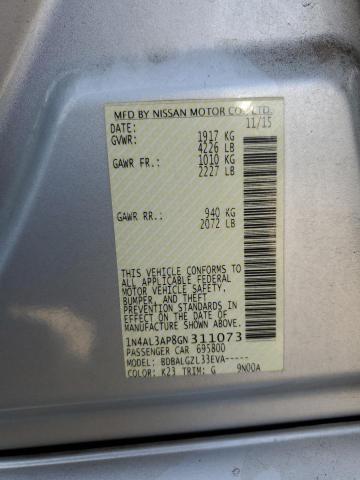 MFD BY NISSAN MOTOR CO., LTD.
DATE: 11/15
GVWR: 1917 KG
4226 LB
GAWR FR.: 1010 KG
2227 LB
GAWR RR.: 940 KG
2072 LB
THIS VEHICLE CONFORMS TO
ALL APPLICABLE FEDERAL
MOTOR VEHICLE SAFETY,
BUMPER, AND THEFT
PREVENTION STANDARDS IN
EFFECT ON THE DATE OF
MANUFACTURE SHOWN ABOVE.
1N4AL3AP8GN311073
PASSENGER CAR 695800
MODEL: BDBALGZL33EVA-----
COLOR: K23 TRIM: G 9N00A